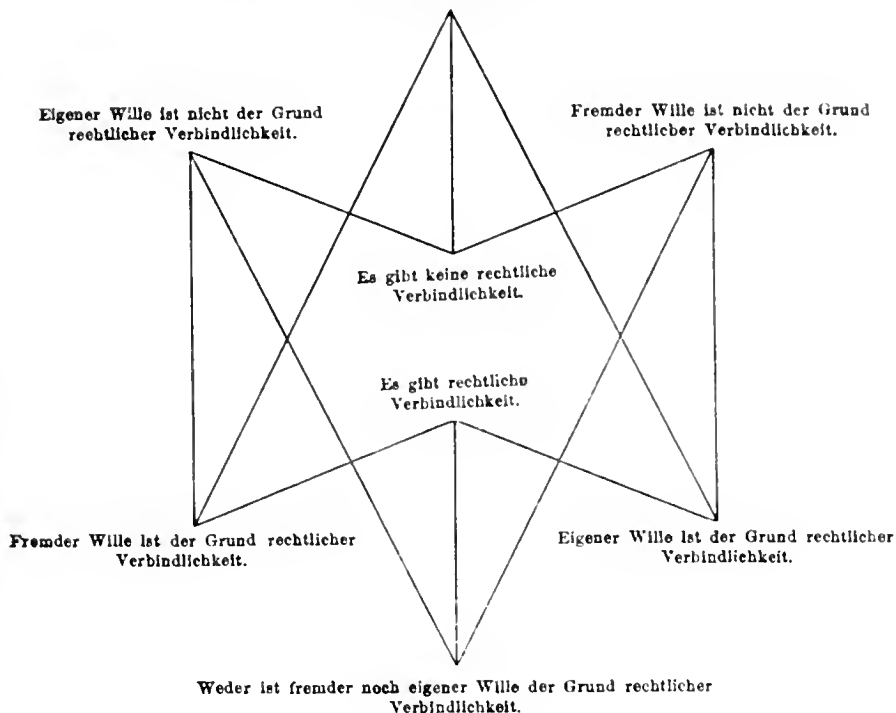 Eigener Wille ist nicht der Grund
rechtlicher Verbindlichkeit.
Fremder Wille ist nicht der Grund
rechtlicher Verbindlichkeit.
Es gibt keine rechtliche
Verbindlichkeit.
Es gibt rechtliche
Verbindlichkeit.
Fremder Wille ist der Grund rechtlicher
Verbindlichkeit.
Eigener Wille ist der Grund rechtlicher
Verbindlichkeit.
Weder ist fremder noch eigener Wille der Grund rechtlicher
Verbindlichkeit.